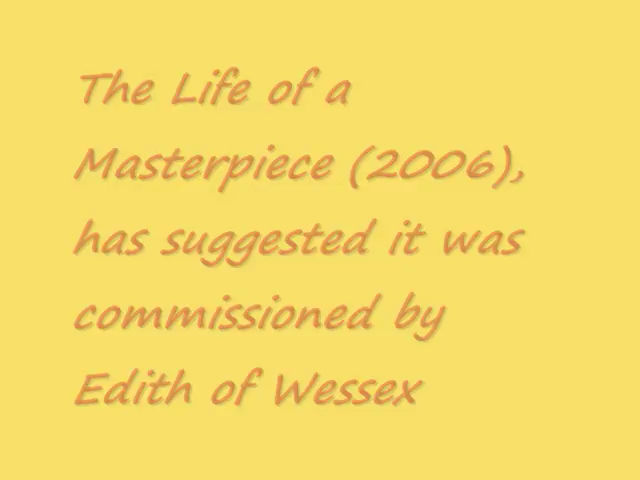 The Life of a
Masterpiece (2006),
has suggested it was
commissioned by
Edith of Wessex